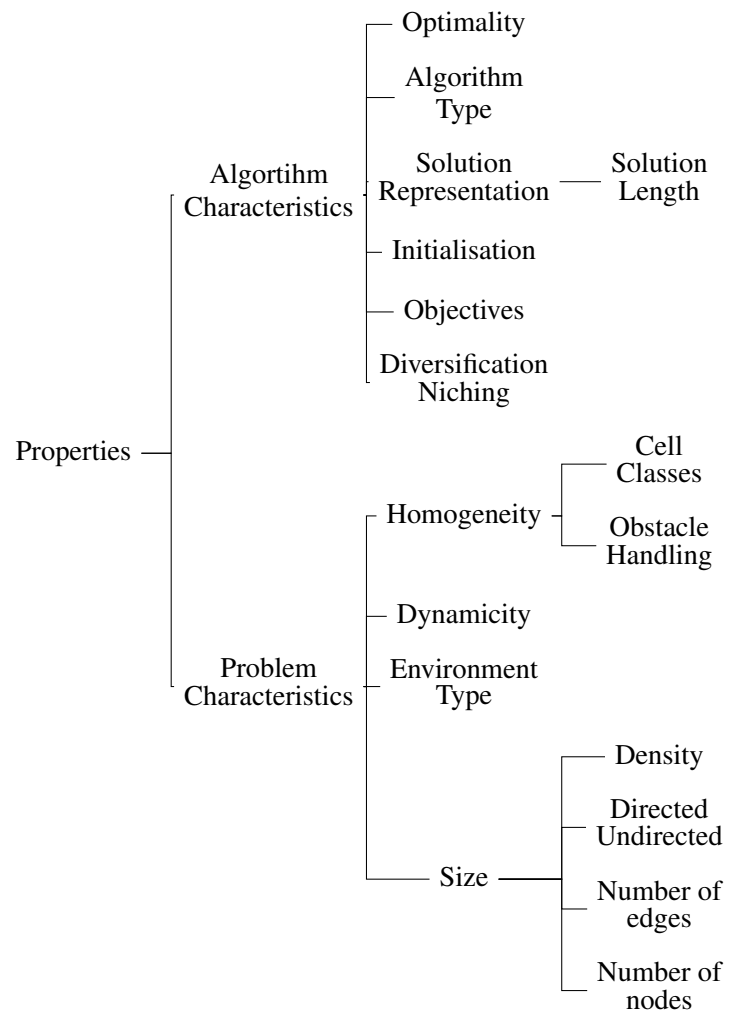 Optimality
Algorithm
Type
Solution
Representation
Solution
Length
Algortihm
Characteristics
Initialisation
Objectives
Diversification
Niching
Properties
Cell
Classes
Homogeneity
Obstacle
Handling
Dynamicity
Problem
Characteristics
Environment
Type
Density
Directed
Undirected
Size
Number of
edges
Number of
nodes